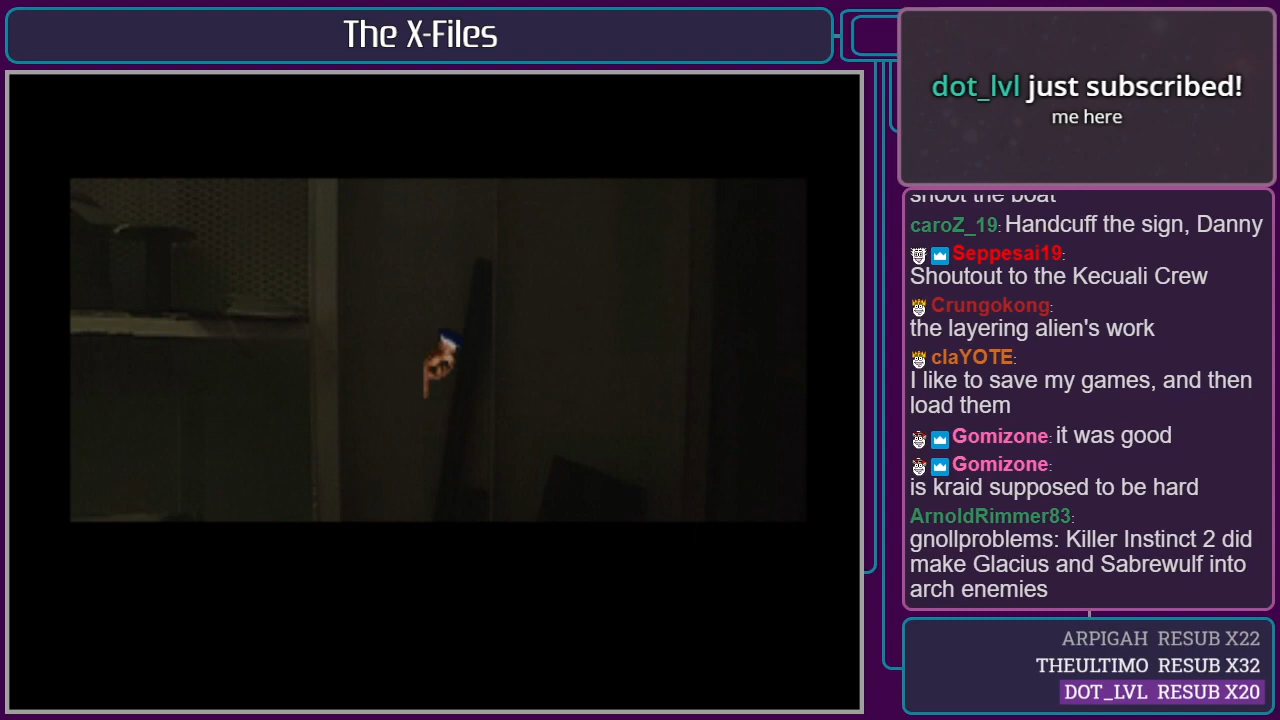 The X-Files
dot_lvl just subscribed!
me here
shoot the boat
caroZ_19: Handcuff the sign, Danny
Seppesai19:
Shoutout to the Kecuali Crew
Crungokong:
the layering alien's work
claYOTE:
I like to save my games, and then
load them
Gomizone: it was good
Gomizone:
is kraid supposed to be hard
ArnoldRimmer83:
gnollproblems: Killer Instinct 2 did
make Glacius and Sabrewulf into
arch enemies
ARPIGAH RESUB X22
THEULTIMO RESUB X32
DOT_LVL RESUB X20